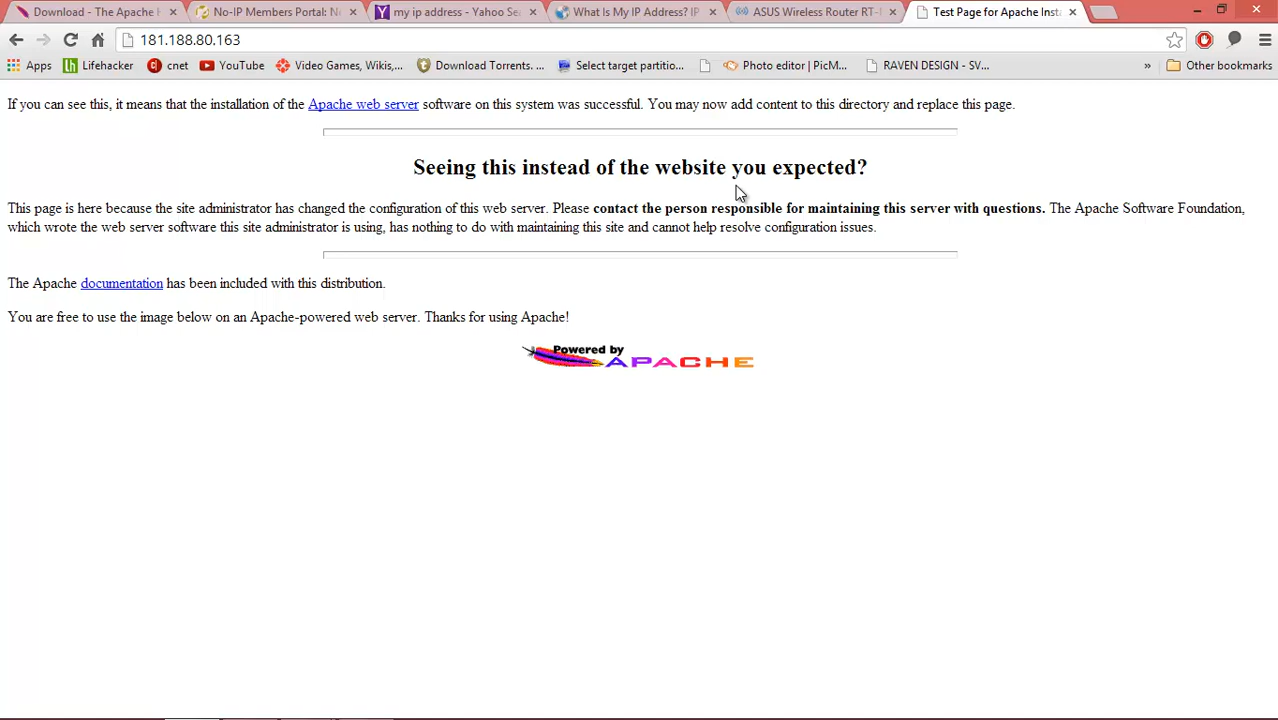 Download - The Apache H
No-IP Members Portal: No
my ip address - Yahoo Se
What Is My IP Address? IP
ASUS Wireless Router RT-
Test Page for Apache Inst
181.188.80.163
Apps
Lifehacker
cnet
YouTube
Video Games, Wikis,...
Download Torrents. ...
Select target partitio...
Photo editor | PicM...
RAVEN DESIGN - SV...
»
Other bookmarks
If you can see this, it means that the installation of the Apache web server software on this system was successful. You may now add content to this directory and replace this page.
Seeing this instead of the website you expected?
This page is here because the site administrator has changed the configuration of this web server. Please contact the person responsible for maintaining this server with questions. The Apache Software Foundation,
which wrote the web server software this site administrator is using, has nothing to do with maintaining this site and cannot help resolve configuration issues.
The Apache documentation has been included with this distribution.
You are free to use the image below on an Apache-powered web server. Thanks for using Apache!
Powered by
APACHE